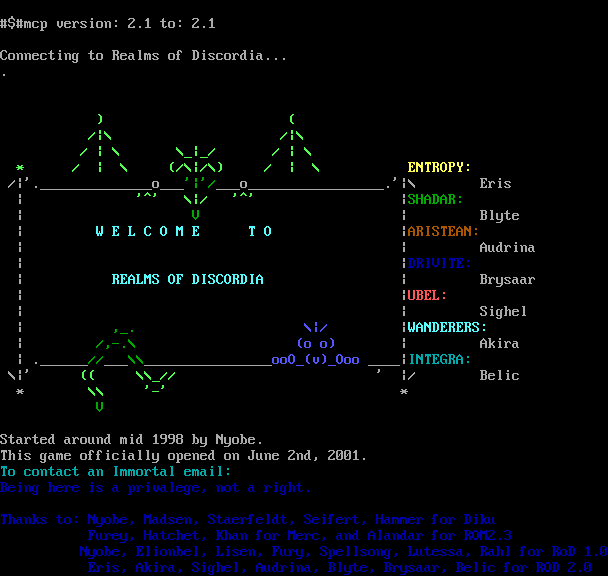 #$#mcp version: 2.1 to: 2.1
Connecting to Realms of Discordia...
.
ENTROPY:
Eris
SHADAR:
Blyte
W E L C O M E    T O
ARISTEAN:
Audrina
DRIVITE:
REALMS OF DISCORDIA
Brysaar
UBEL:
Sighel
WANDERERS:
Akira
INTEGRA:
Belic
Started around mid 1998 by Nyobe.
This game officially opened on June 2nd, 2001.
To contact an Immortal email:
Being here is a privalege, not a right.
Thanks to: Nyobe, Madsen, Staerfeldt, Seifert, Hammer for Diku
Furey, Hatchet, Khan for Merc, and Alandar for ROM2.3
Nyobe, Elionbel, Lisen, Fury, Spellsong, Lutessa, Rahl for RoD 1.0
Eris, Akira, Sighel, Audrina, Blyte, Brysaar, Belic for ROD 2.0